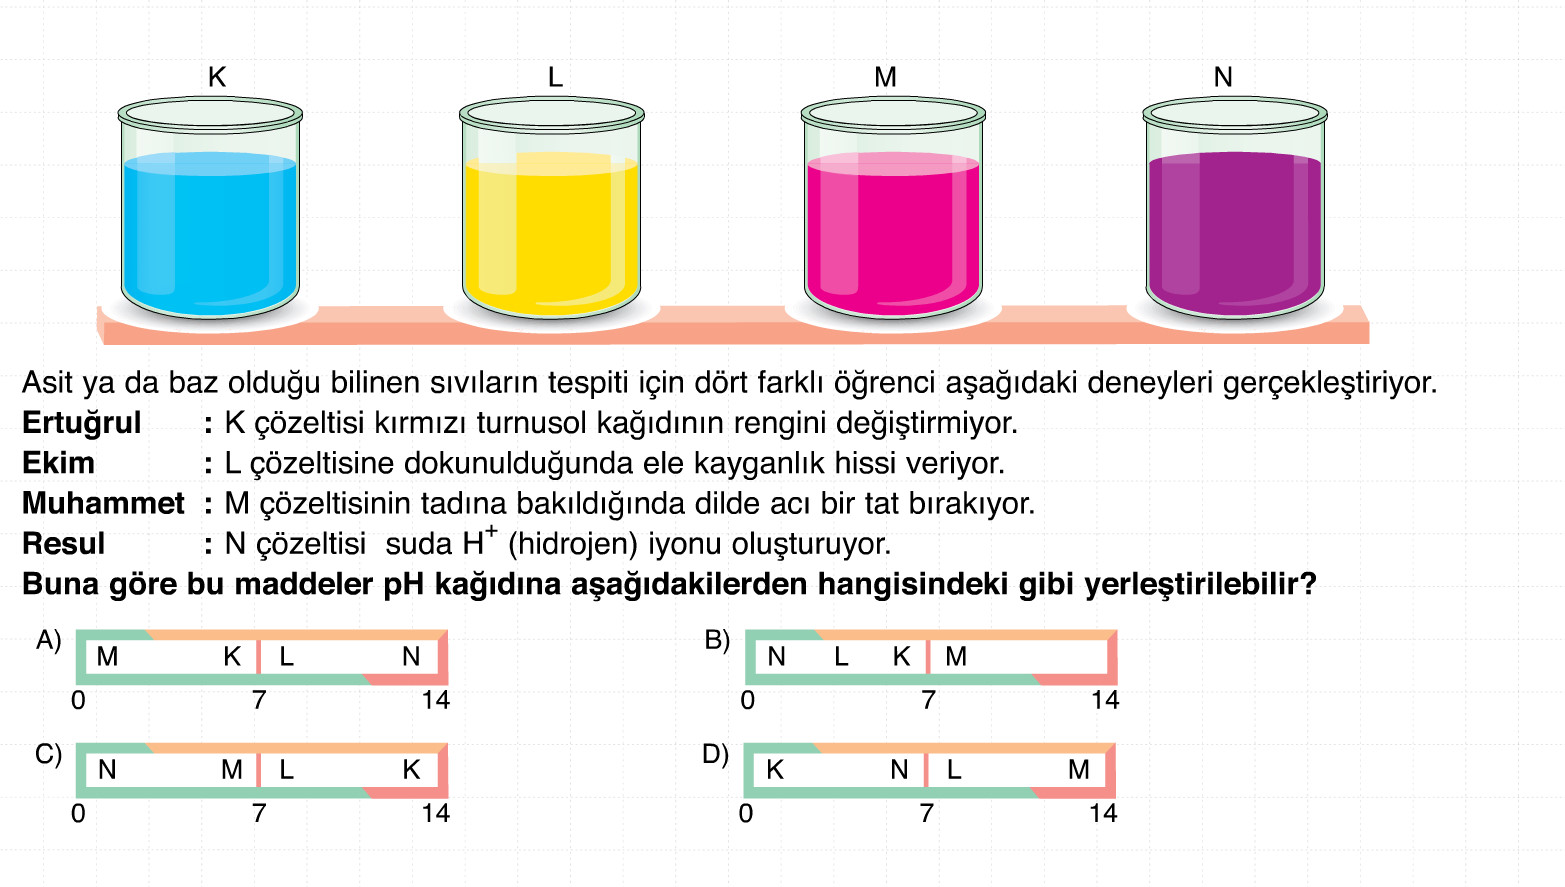 K L M N
Asit ya da baz olduğu bilinen sıvıların tespiti için dört farklı öğrenci aşağıdaki deneyleri gerçekleştiriyor.
Ertuğrul : K çözeltisi kırmızı turnusol kağıdının rengini değiştirmiyor.
Ekim : L çözeltisine dokunulduğunda ele kayganlık hissi veriyor.
Muhammet : M çözeltisinin tadına bakıldığında dilde acı bir tat bırakıyor.
Resul : N çözeltisi suda H⁺ (hidrojen) iyonu oluşturuyor.
Buna göre bu maddeler pH kağıdına aşağıdakilerden hangisindeki gibi yerleştirilebilir?
A) M K L N
0 7 14
B) N L K M
0 7 14
C) N M L K
0 7 14
D) K N L M
0 7 14